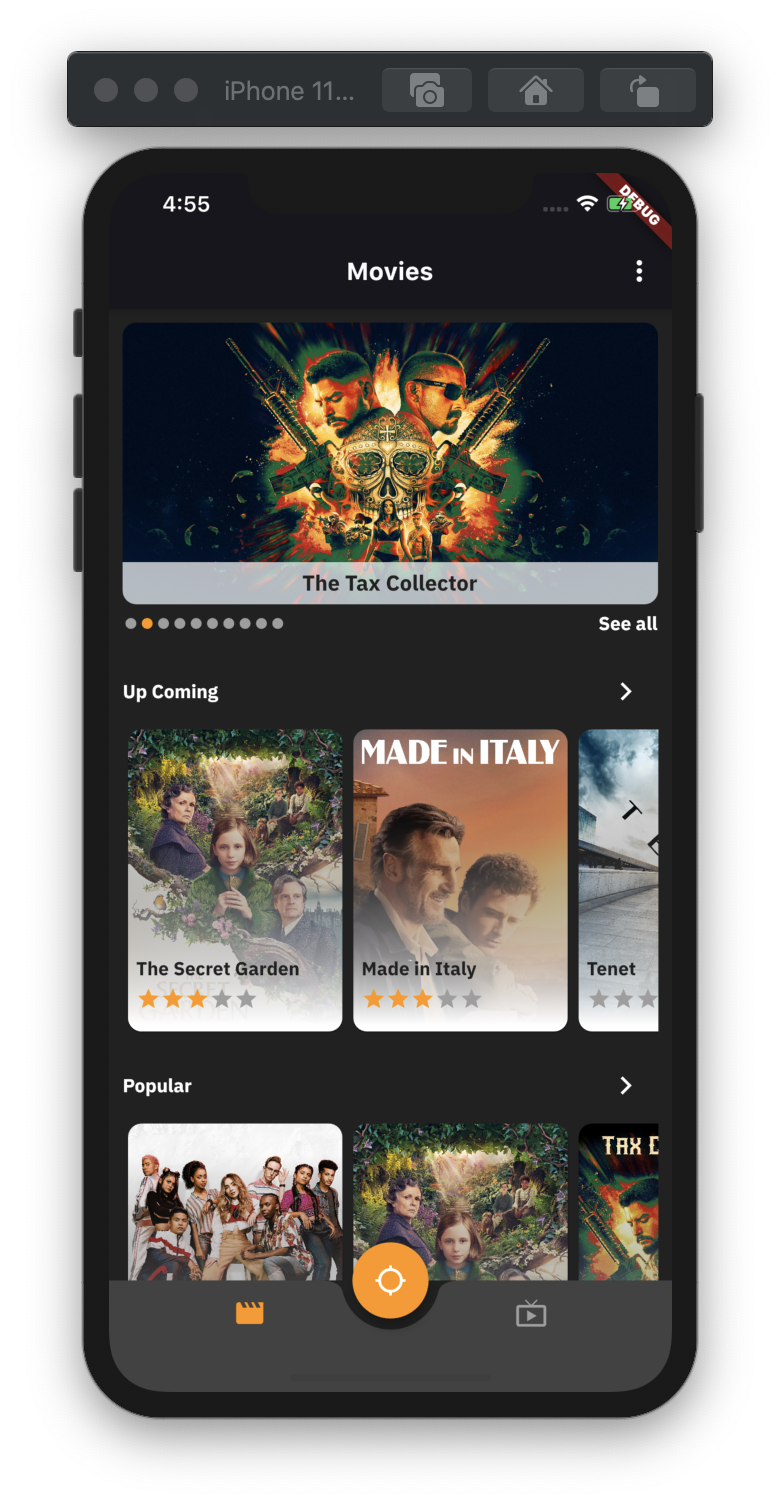 iPhone 11...
4:55
DEBUG
Movies
The Tax Collector
See all
Up Coming
MADE IN ITALY
The Secret Garden
Made in Italy
Tenet
Popular
TAX